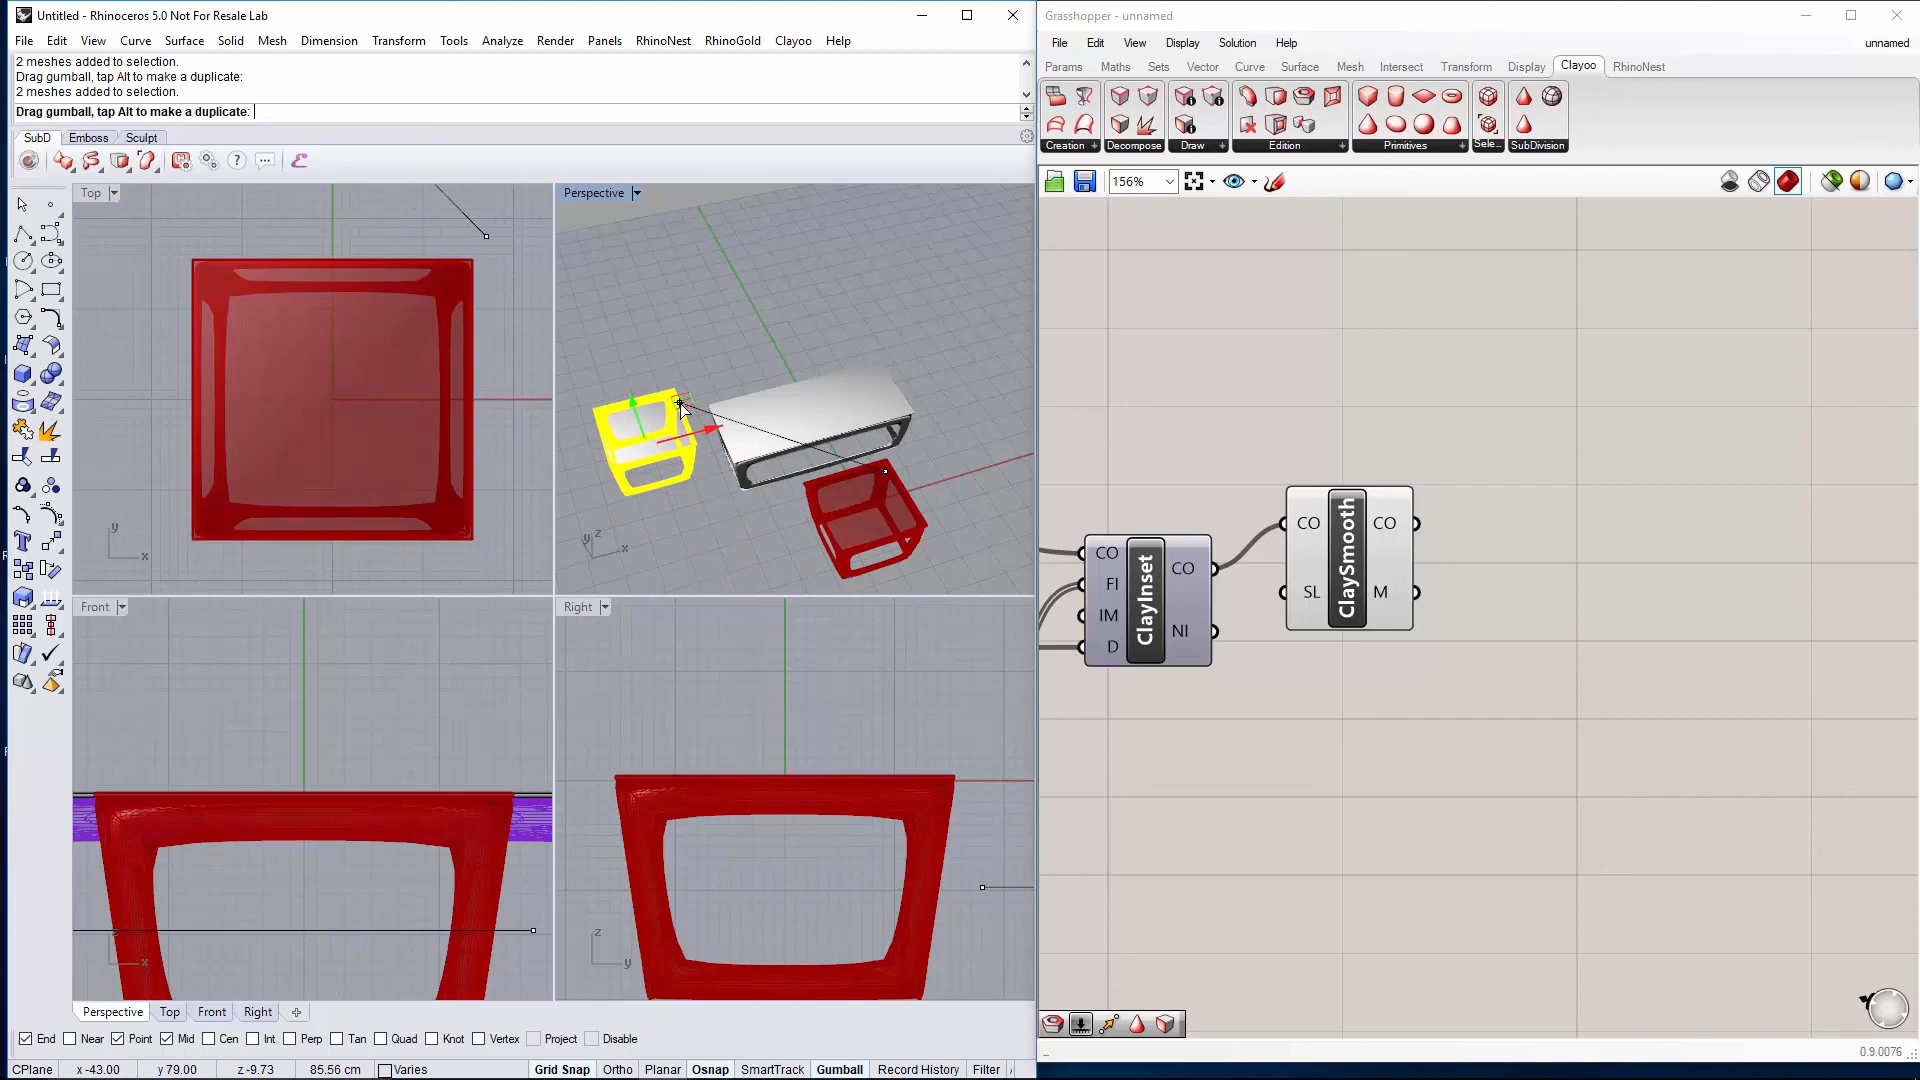 Untitled - Rhinoceros 5.0 Not For Resale Lab
File Edit View Curve Surface Solid Mesh Dimension Transform Tools Analyze Render Panels RhinoNest RhinoGold Clayoo Help
2 meshes added to selection.
Drag gumball, tap Alt to make a duplicate:
2 meshes added to selection.
Drag gumball, tap Alt to make a duplicate:
SubD Emboss Sculpt
Top
Perspective
y
x
z
y
x
Front
Right
z
x
z
y
Perspective Top Front Right
End Near Point Mid Cen Int Perp Tan Quad Knot Vertex Project Disable
CPlane x -43.00 y 79.00 z -9.73 85.56 cm Varies Grid Snap Ortho Planar Osnap SmartTrack Gumball Record History Filter
Grasshopper - unnamed
File Edit View Display Solution Help unnamed
Params Maths Sets Vector Curve Surface Mesh Intersect Transform Display Clayoo RhinoNest
Creation Decompose Draw Edition Primitives Sele... SubDivision
156%
CO FI IM D ClayInset CO NI
CO SL ClaySmooth CO M
0.9.0076